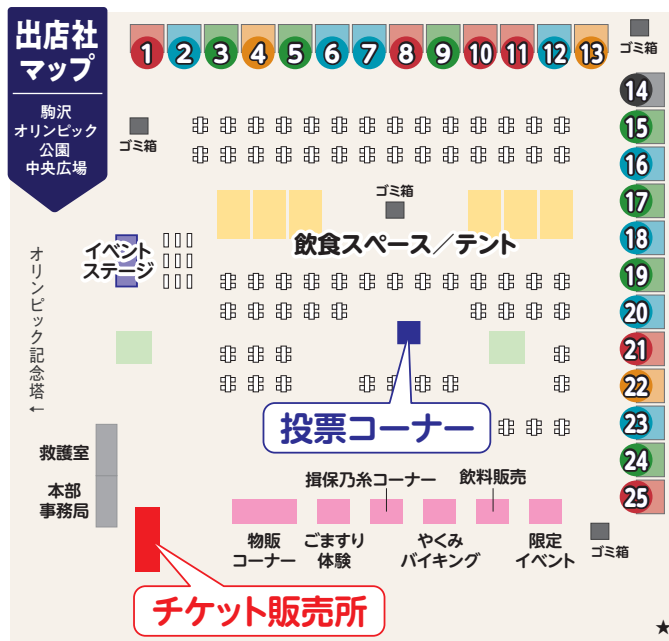 出店社
マップ
駒沢
オリンピック
公園
中央広場
1 2 3 4 5 6 7 8 9 10 11 12 13
ゴミ箱
14
15
16
17
18
19
20
21
22
23
24
25
ゴミ箱
ゴミ箱
飲食スペース／テント
イベント
ステージ
オリンピック記念塔←
投票コーナー
救護室
本部
事務局
揖保乃糸コーナー
飲料販売
物販
コーナー
ごますり
体験
やくみ
バイキング
限定
イベント
ゴミ箱
チケット販売所
★